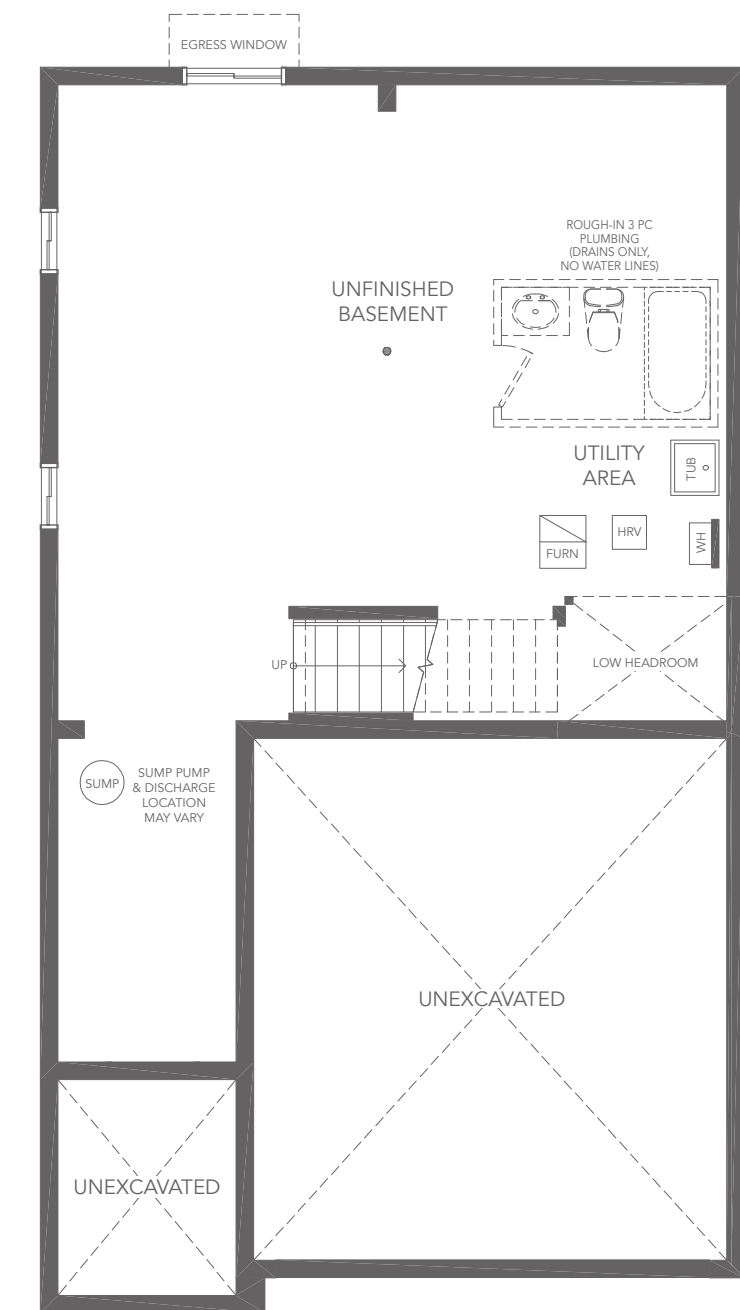 EGRESS WINDOW
ROUGH-IN 3 PC
PLUMBING
(DRAINS ONLY,
NO WATER LINES)
UNFINISHED
BASEMENT
UTILITY
AREA
TUB
FURN
HRV
WH
UP
LOW HEADROOM
SUMP
SUMP PUMP
& DISCHARGE
LOCATION
MAY VARY
UNEXCAVATED
UNEXCAVATED